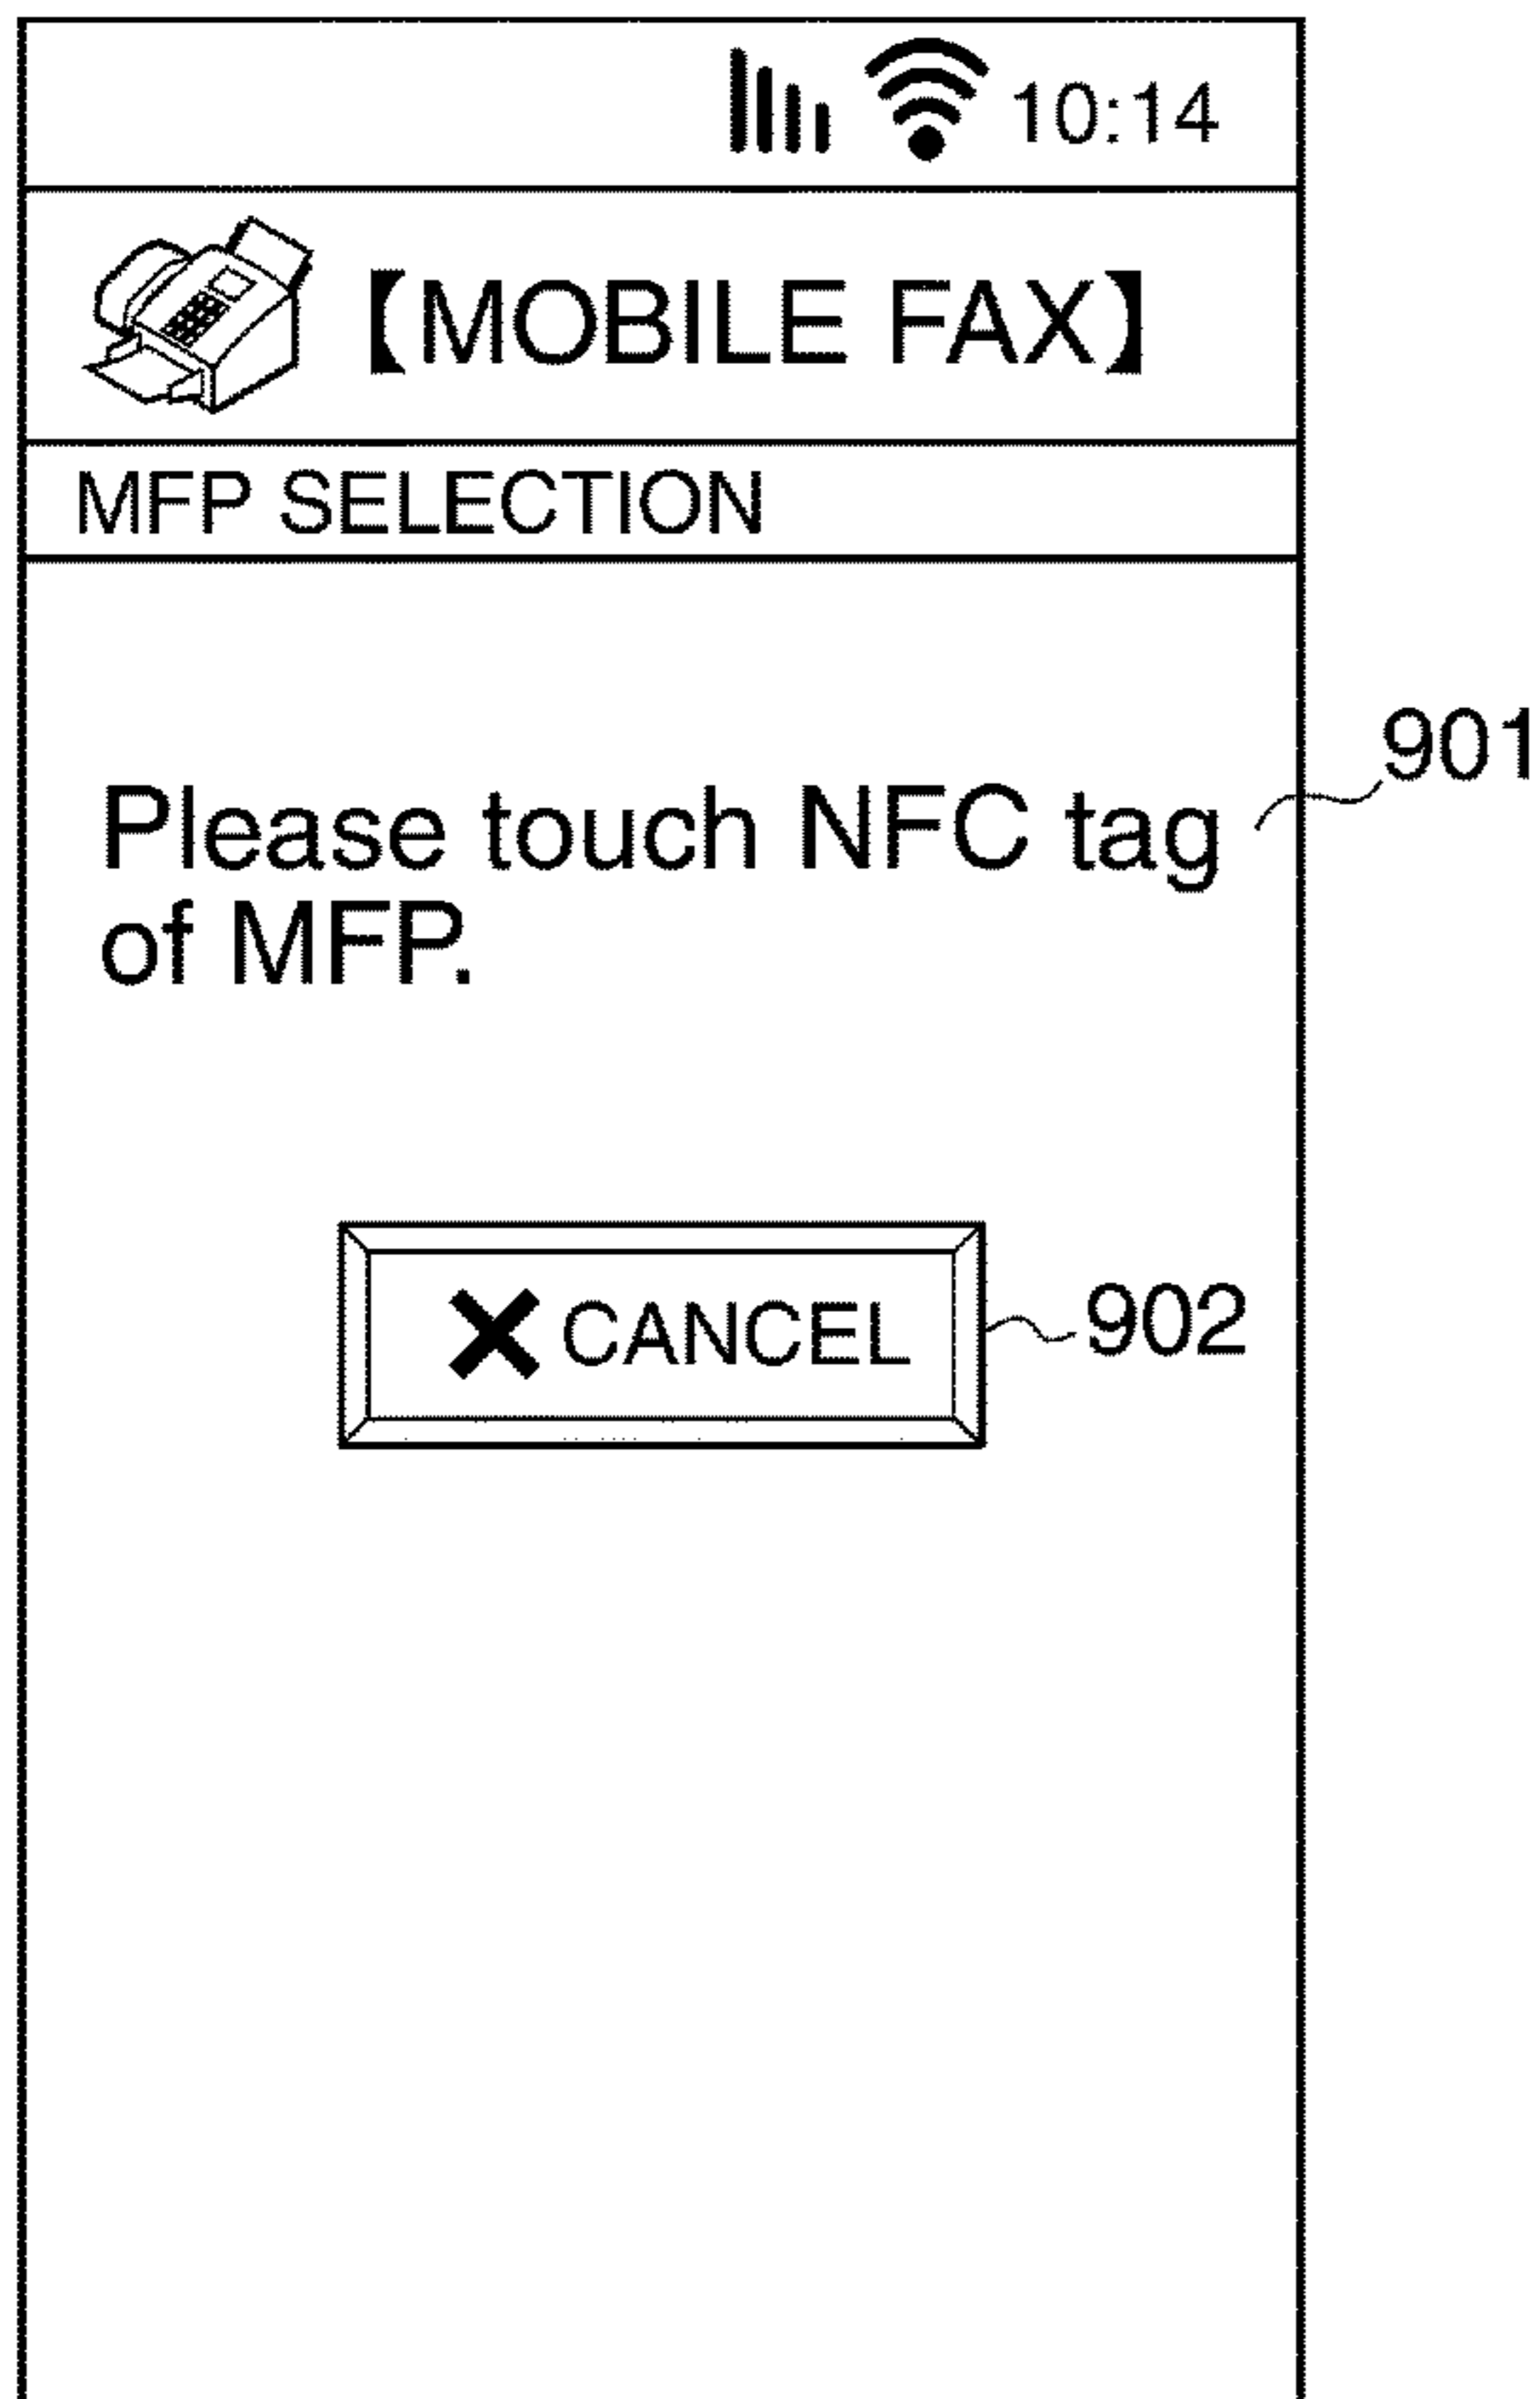 10:14
【MOBILE FAX】
MFP SELECTION
901
Please touch NFC tag
of MFP.
CANCEL
902